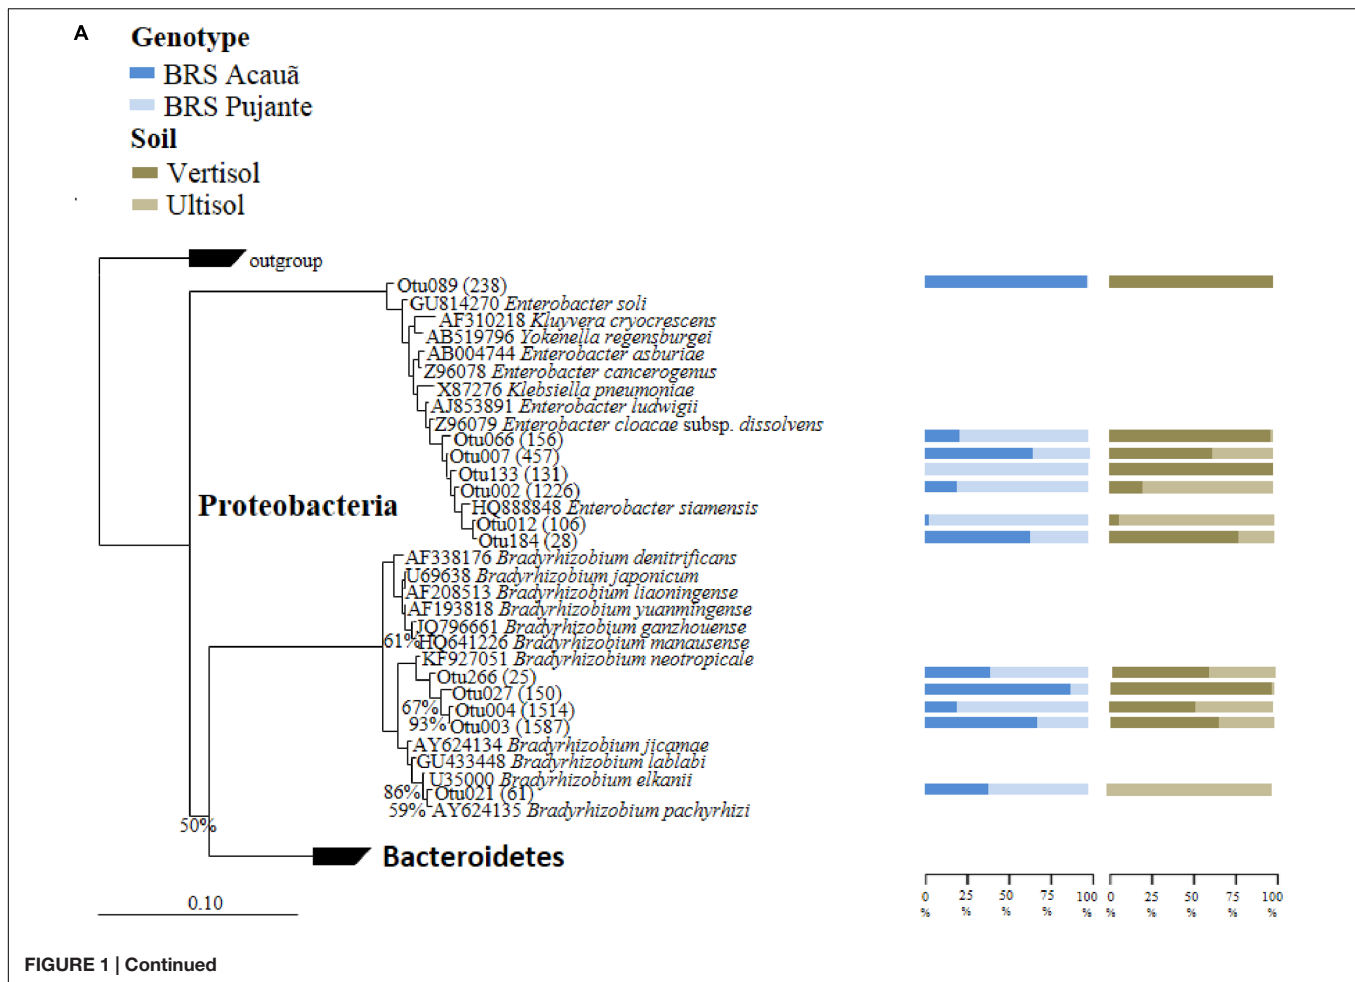 A
Genotype
BRS Acauã
BRS Pujante
Soil
Vertisol
Ultisol
outgroup
Otu089 (238)
GU814270 Enterobacter soli
AF310218 Kluyvera cryocrescens
AB519796 Yokenella regensburgei
AB004744 Enterobacter asburiae
Z96078 Enterobacter cancerogenus
X87276 Klebsiella pneumoniae
AJ853891 Enterobacter ludwigii
Z96079 Enterobacter cloacae subsp. dissolvens
Otu066 (156)
Otu007 (457)
Otu133 (131)
Otu002 (1226)
Proteobacteria
HQ888848 Enterobacter siamensis
Otu012 (106)
Otu184 (28)
AF338176 Bradyrhizobium denitrificans
U69638 Bradyrhizobium japonicum
AF208513 Bradyrhizobium liaoningense
AF193818 Bradyrhizobium yuanmingense
JQ796661 Bradyrhizobium ganzhouense
61% HQ641226 Bradyrhizobium manausense
KF927051 Bradyrhizobium neotropicale
Otu266 (25)
Otu027 (150)
67% Otu004 (1514)
93% Otu003 (1587)
AY624134 Bradyrhizobium jicamae
GU433448 Bradyrhizobium lablabi
U35000 Bradyrhizobium elkanii
86% Otu021 (61)
59% AY624135 Bradyrhizobium pachyrhizi
50%
Bacteroidetes
0 25 50 75 100 0 25 50 75 100
% % % % % % % % % %
0.10
FIGURE 1 | Continued